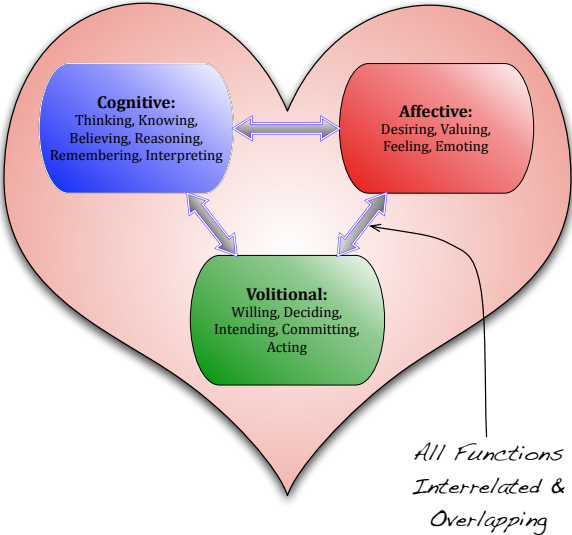 Cognitive:
Thinking, Knowing,
Believing, Reasoning,
Remembering, Interpreting
Affective:
Desiring, Valuing,
Feeling, Emoting
Volitional:
Willing, Deciding,
Intending, Committing,
Acting
All Functions
Interrelated &
Overlapping